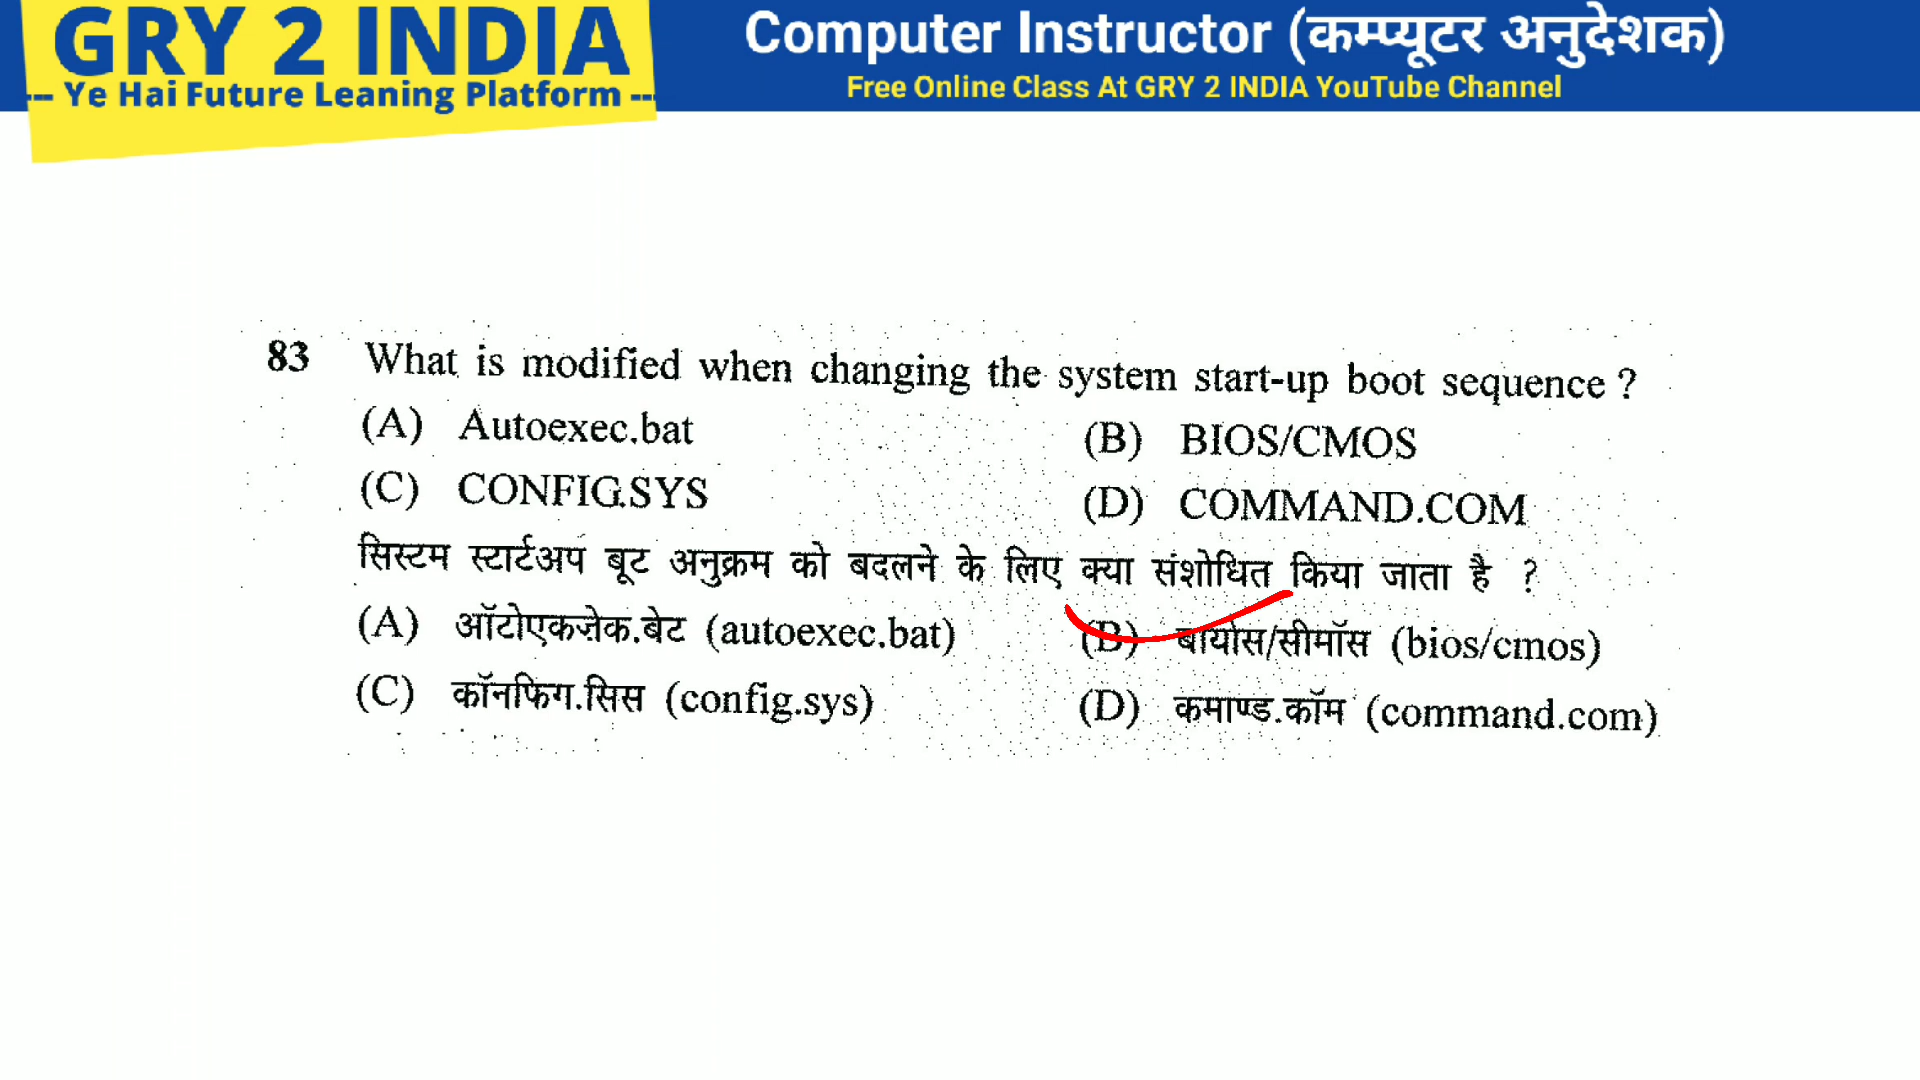 GRY 2 INDIA
--- Ye Hai Future Leaning Platform ---
Computer Instructor (कम्प्यूटर अनुदेशक)
Free Online Class At GRY 2 INDIA YouTube Channel
83 What is modified when changing the system start-up boot sequence ?
(A) Autoexec.bat (B) BIOS/CMOS
(C) CONFIG.SYS (D) COMMAND.COM
सिस्टम स्टार्टअप बूट अनुक्रम को बदलने के लिए क्या संशोधित किया जाता है ?
(A) ऑटोएकजेक.बेट (autoexec.bat) (B) बायोस/सीमॉस (bios/cmos)
(C) कॉनफिग.सिस (config.sys) (D) कमाण्ड.कॉम (command.com)